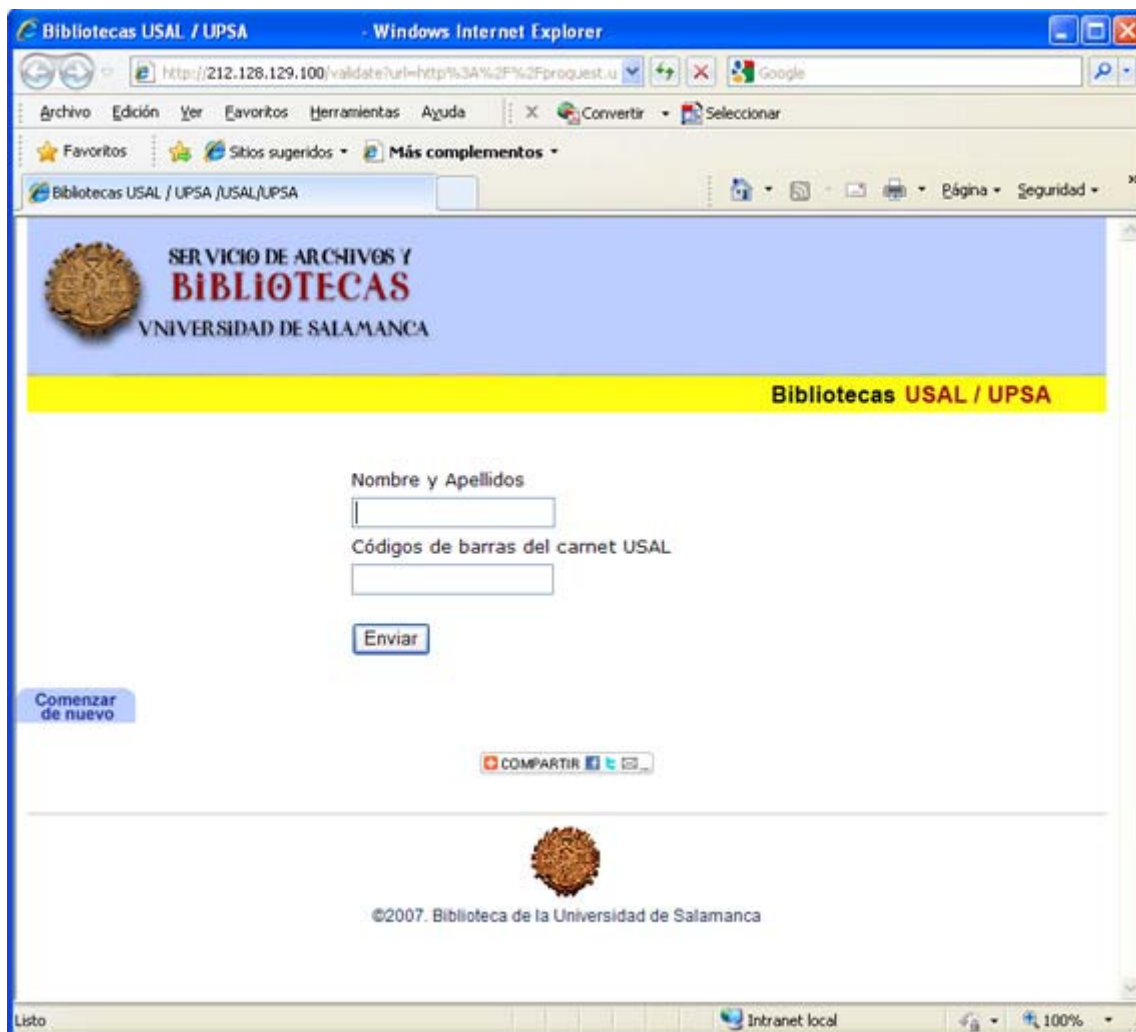 Bibliotecas USAL / UPSA - Windows Internet Explorer
http://212.128.129.100/validate?url=http%3A%2F%2Fproquest.u
Google
Archivo Edición Ver Favoritos Herramientas Ayuda X Convertir Seleccionar
Favoritos Sitios sugeridos Más complementos
Bibliotecas USAL / UPSA /USAL/UPSA Página Seguridad »
SERVICIO DE ARCHIVOS Y
BIBLIOTECAS
VNIVERSIDAD DE SALAMANCA
Bibliotecas USAL / UPSA
Nombre y Apellidos
Códigos de barras del carnet USAL
Enviar
Comenzar
de nuevo
COMPARTIR
©2007. Biblioteca de la Universidad de Salamanca
Listo Intranet local 100%